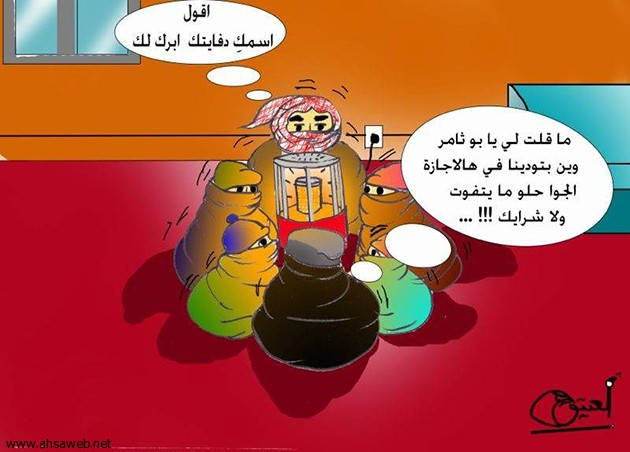 اقول
اسمكِ دفايتك ابرك لك
ما قلت لي يا بو ثامر
وين بتودينا في هالاجازة
الجوا حلو ما يتفوت
ولا شرايك !!! ...
www.ahsaweb.net